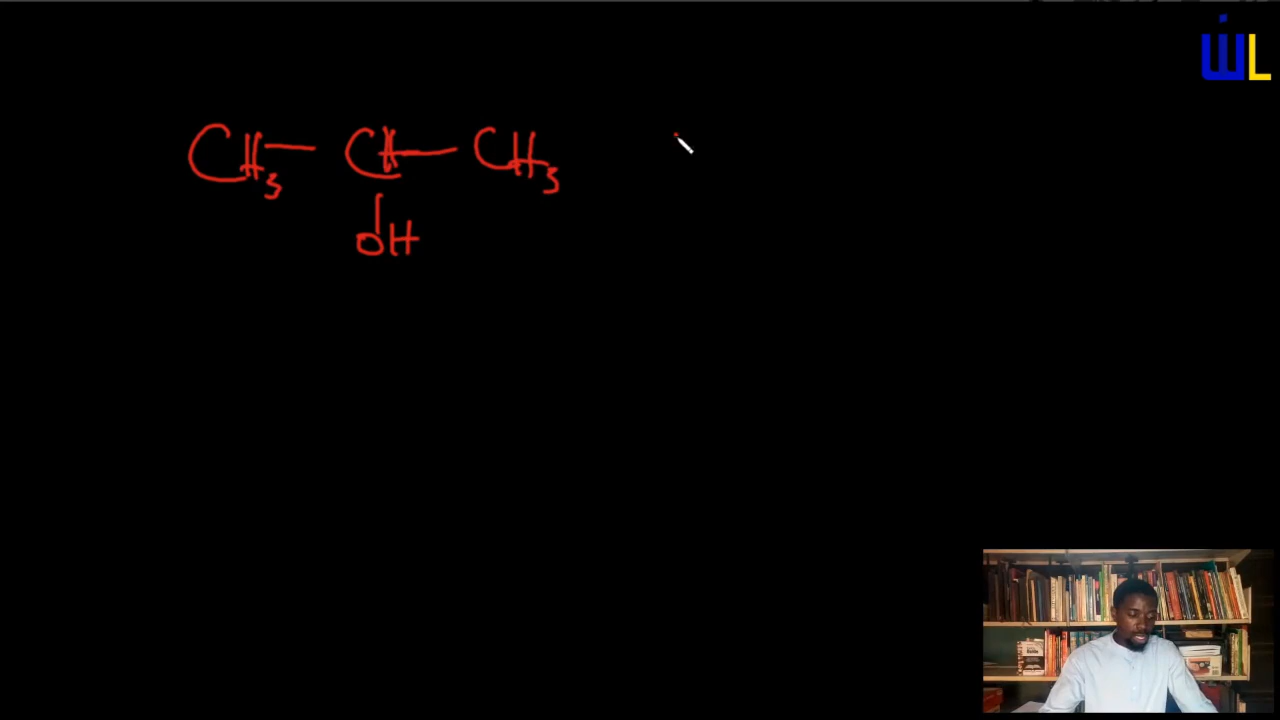 CH₃ — CH — CH₃
|
OH